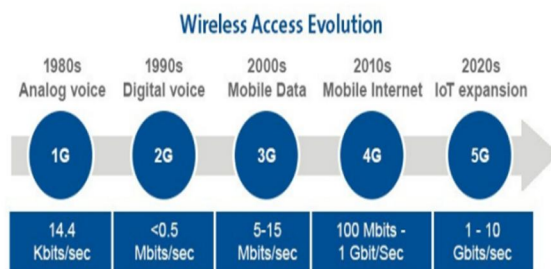 Wireless Access Evolution
1980s
Analog voice
1990s
Digital voice
2000s
Mobile Data
2010s
Mobile Internet
2020s
IoT expansion
1G
2G
3G
4G
5G
14.4
Kbits/sec
<0.5
Mbits/sec
5-15
Mbits/sec
100 Mbits -
1 Gbit/Sec
1 - 10
Gbits/sec